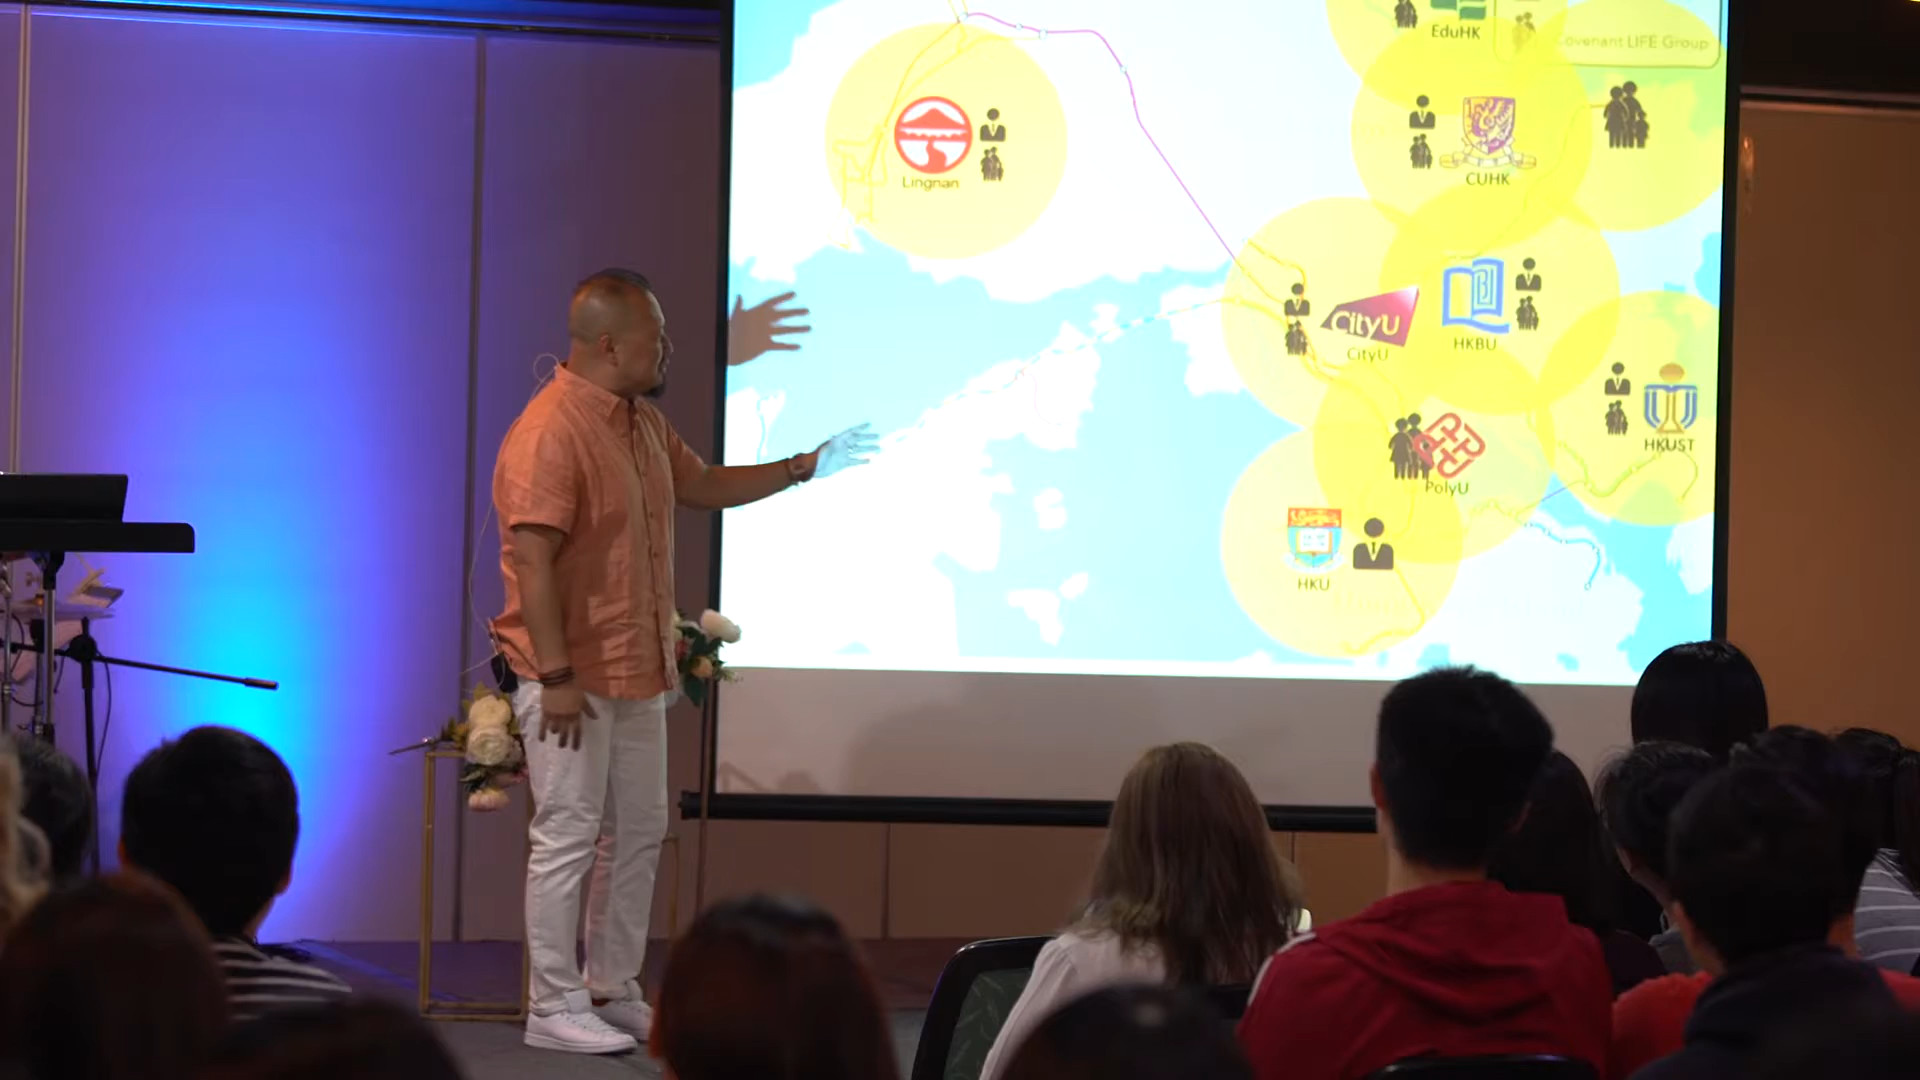 EduHK
Covenant LIFE Group
Lingnan
CUHK
CityU
CityU
HKBU
HKUST
PolyU
HKU